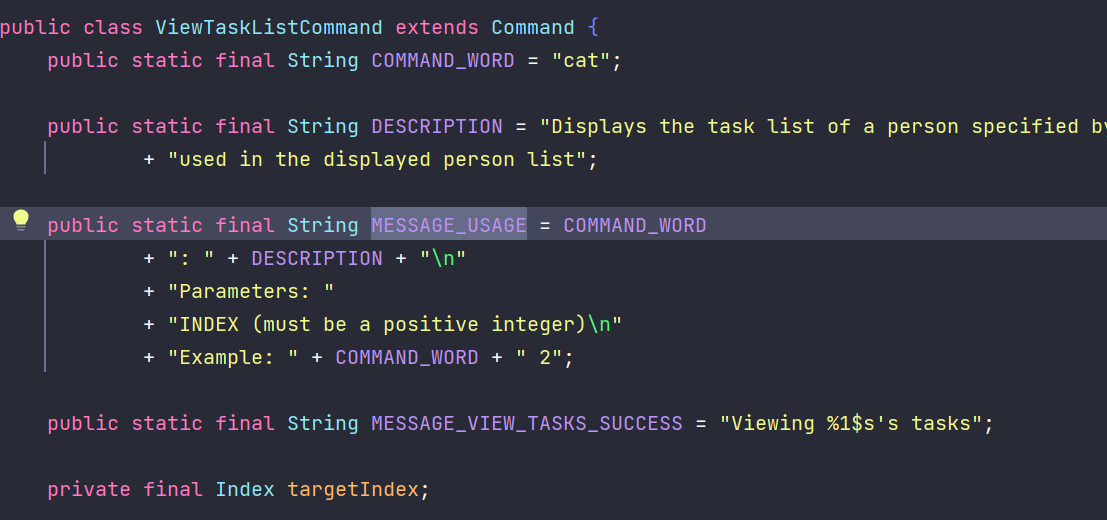 public class ViewTaskListCommand extends Command {
public static final String COMMAND_WORD = "cat";
public static final String DESCRIPTION = "Displays the task list of a person specified by
+ "used in the displayed person list";
public static final String MESSAGE_USAGE = COMMAND_WORD
+ ": " + DESCRIPTION + "\n"
+ "Parameters: "
+ "INDEX (must be a positive integer)\n"
+ "Example: " + COMMAND_WORD + " 2";
public static final String MESSAGE_VIEW_TASKS_SUCCESS = "Viewing %1$s's tasks";
private final Index targetIndex;